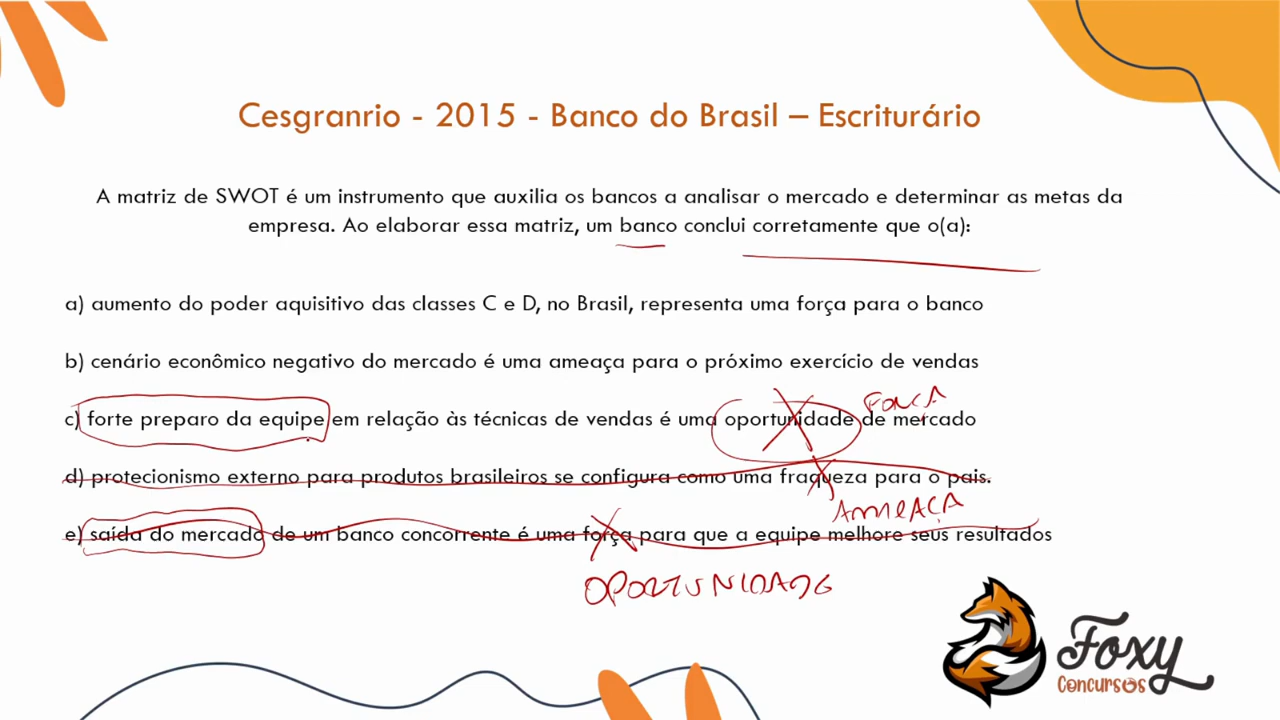 Cesgranrio - 2015 - Banco do Brasil – Escriturário
A matriz de SWOT é um instrumento que auxilia os bancos a analisar o mercado e determinar as metas da
empresa. Ao elaborar essa matriz, um banco conclui corretamente que o(a):
a) aumento do poder aquisitivo das classes C e D, no Brasil, representa uma força para o banco
b) cenário econômico negativo do mercado é uma ameaça para o próximo exercício de vendas
FORÇA
c) forte preparo da equipe em relação às técnicas de vendas é uma oportunidade de mercado
d) protecionismo externo para produtos brasileiros se configura como uma fraqueza para o pais.
AMEAÇA
e) saída do mercado de um banco concorrente é uma força para que a equipe melhore seus resultados
OPORTUNIDADE
Foxy
Concursos